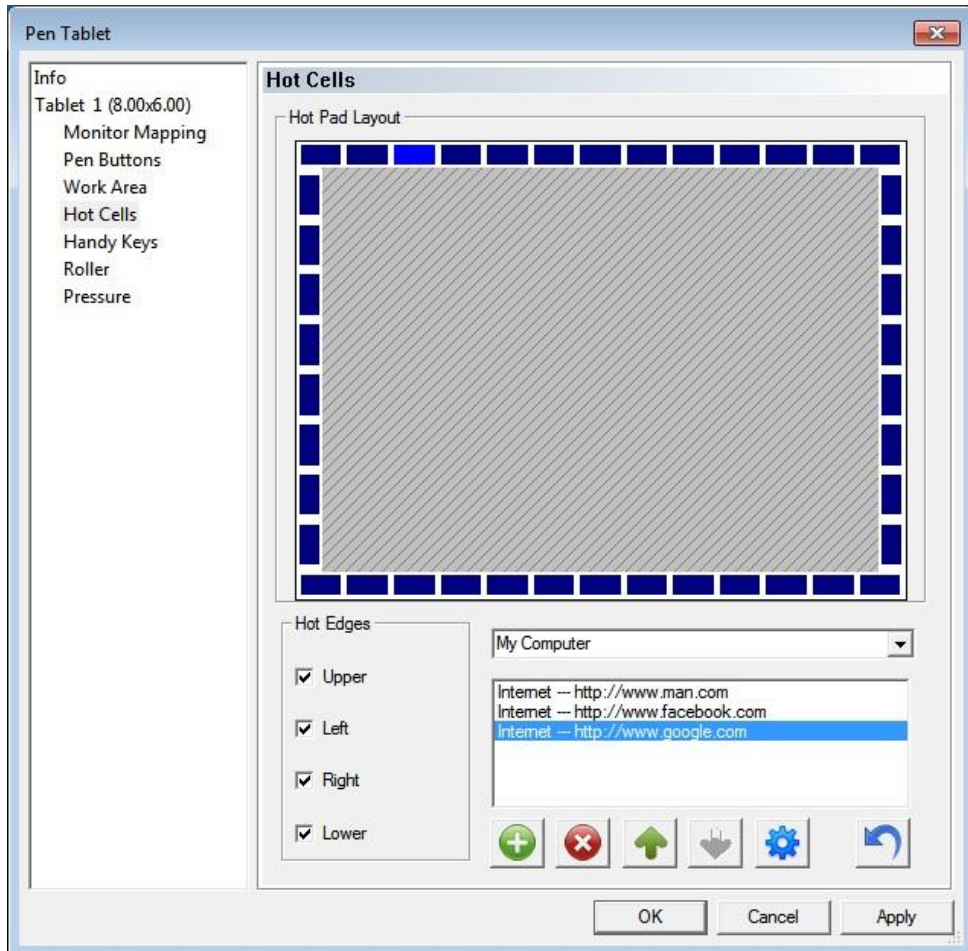 Pen Tablet
Info
Tablet 1 (8.00x6.00)
Monitor Mapping
Pen Buttons
Work Area
Hot Cells
Handy Keys
Roller
Pressure
Hot Cells
Hot Pad Layout
Hot Edges
Upper
Left
Right
Lower
My Computer
Internet --- http://www.man.com
Internet --- http://www.facebook.com
Internet --- http://www.google.com
OK
Cancel
Apply